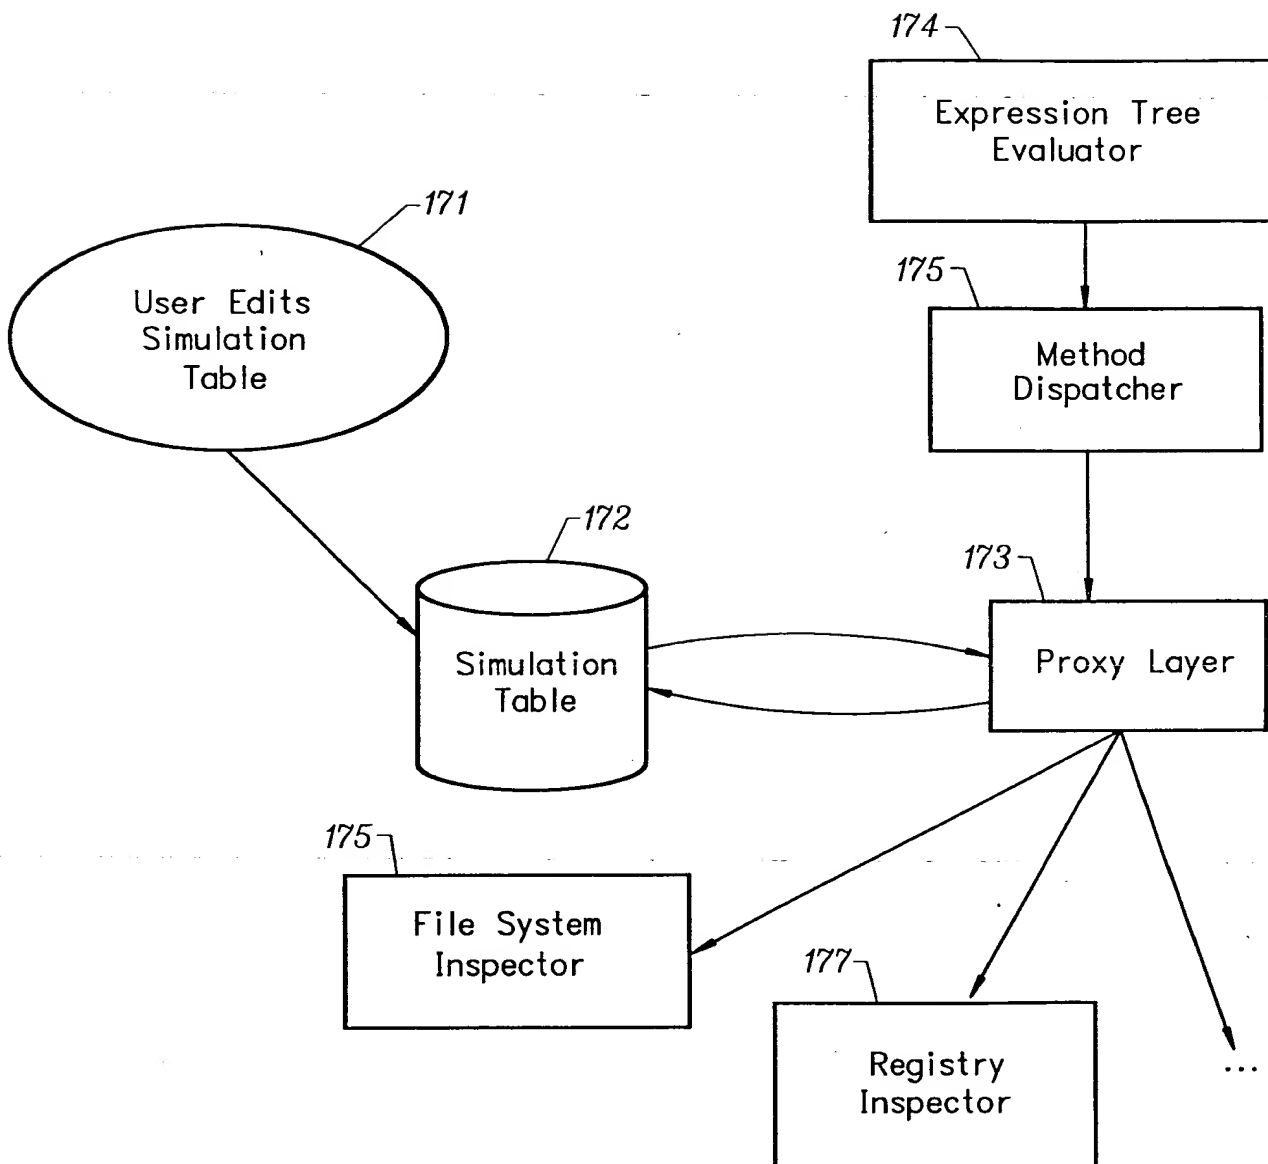 174
Expression Tree
Evaluator
171
User Edits
Simulation
Table
175
Method
Dispatcher
172
Simulation
Table
173
Proxy Layer
175
File System
Inspector
177
Registry
Inspector
...